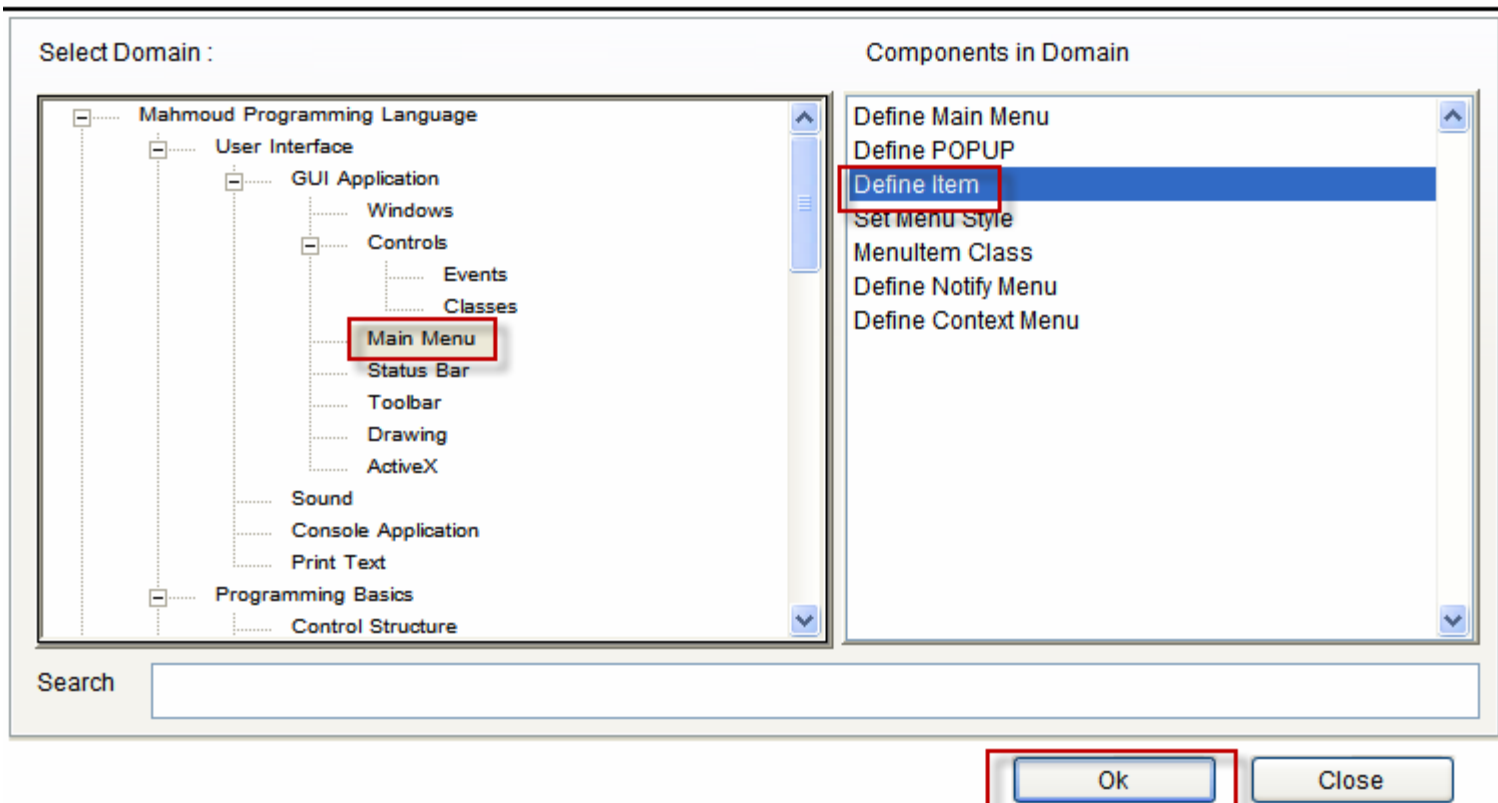 Select Domain :
Mahmoud Programming Language
User Interface
GUI Application
Windows
Controls
Events
Classes
Main Menu
Status Bar
Toolbar
Drawing
ActiveX
Sound
Console Application
Print Text
Programming Basics
Control Structure
Components in Domain
Define Main Menu
Define POPUP
Define Item
Set Menu Style
MenuItem Class
Define Notify Menu
Define Context Menu
Search
Ok
Close